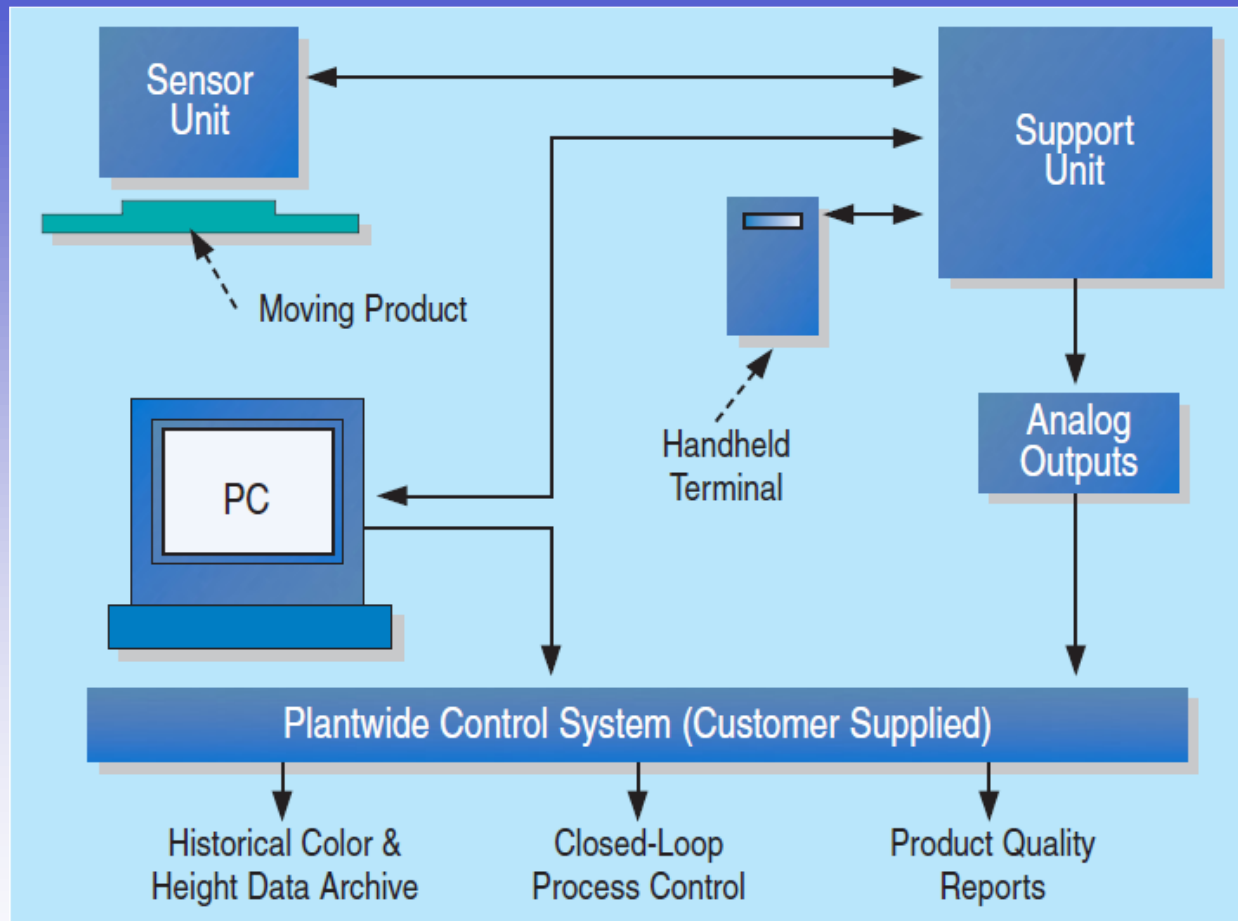 Sensor
Unit
Support
Unit
Moving Product
Handheld
Terminal
Analog
Outputs
PC
Plantwide Control System (Customer Supplied)
Historical Color &
Height Data Archive
Closed-Loop
Process Control
Product Quality
Reports